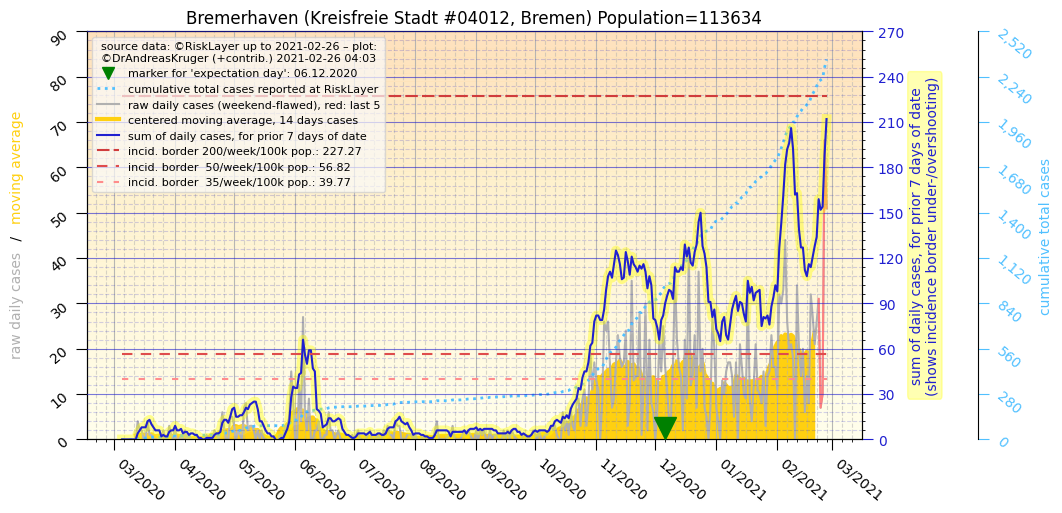 Bremerhaven (Kreisfreie Stadt #04012, Bremen) Population=113634
source data: ©RiskLayer up to 2021-02-26 – plot:
©DrAndreasKruger (+contrib.) 2021-02-26 04:03
marker for 'expectation day': 06.12.2020
cumulative total cases reported at RiskLayer
raw daily cases (weekend-flawed), red: last 5
centered moving average, 14 days cases
sum of daily cases, for prior 7 days of date
incid. border 200/week/100k pop.: 227.27
incid. border  50/week/100k pop.: 56.82
incid. border  35/week/100k pop.: 39.77
raw daily cases  /  moving average
90
80
70
60
50
40
30
20
10
0
270
240
210
180
150
120
90
60
30
0
sum of daily cases, for prior 7 days of date
(shows incidence border under-/overshooting)
2,520
2,240
1,960
1,680
1,400
1,120
840
560
280
0
cumulative total cases
03/2020
04/2020
05/2020
06/2020
07/2020
08/2020
09/2020
10/2020
11/2020
12/2020
01/2021
02/2021
03/2021